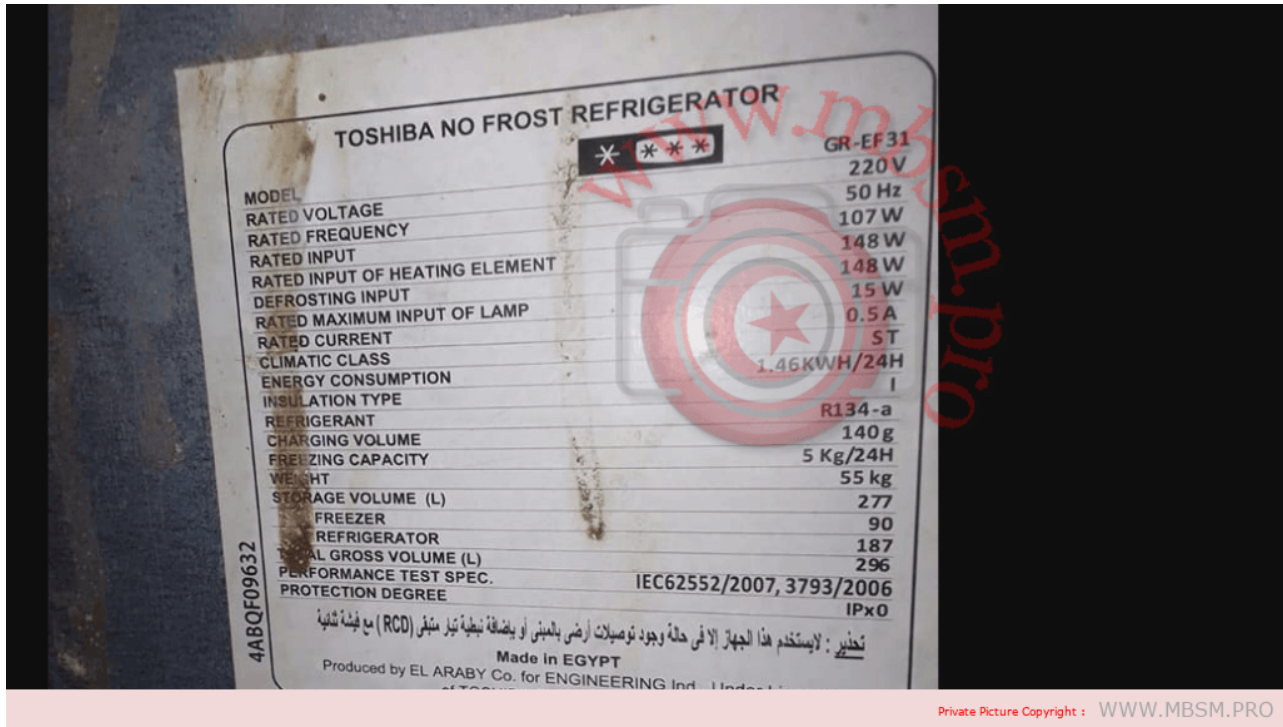 TOSHIBA NO FROST REFRIGERATOR
MODEL GR-EF31
RATED VOLTAGE 220 V
RATED FREQUENCY 50 Hz
RATED INPUT 107 W
RATED INPUT OF HEATING ELEMENT 148 W
DEFROSTING INPUT 148 W
RATED MAXIMUM INPUT OF LAMP 15 W
RATED CURRENT 0.5 A
CLIMATIC CLASS ST
ENERGY CONSUMPTION 1.46KWH/24H
INSULATION TYPE I
REFRIGERANT R134-a
CHARGING VOLUME 140 g
FREEZING CAPACITY 5 Kg/24H
WEIGHT 55 kg
STORAGE VOLUME (L) 277
FREEZER 90
REFRIGERATOR 187
TOTAL GROSS VOLUME (L) 296
PERFORMANCE TEST SPEC. IEC62552/2007, 3793/2006
PROTECTION DEGREE IPx0
4ABQF09632
تحذير : لايستخدم هذا الجهاز إلا فى حالة وجود توصيلات أرضى بالمبنى أو بإضافة نبطية تيار متبقى (RCD) مع فيشة ثنائية
Made in EGYPT
Produced by EL ARABY Co. for ENGINEERING Ind.
www.mbsm.pro
Private Picture Copyright : WWW.MBSM.PRO